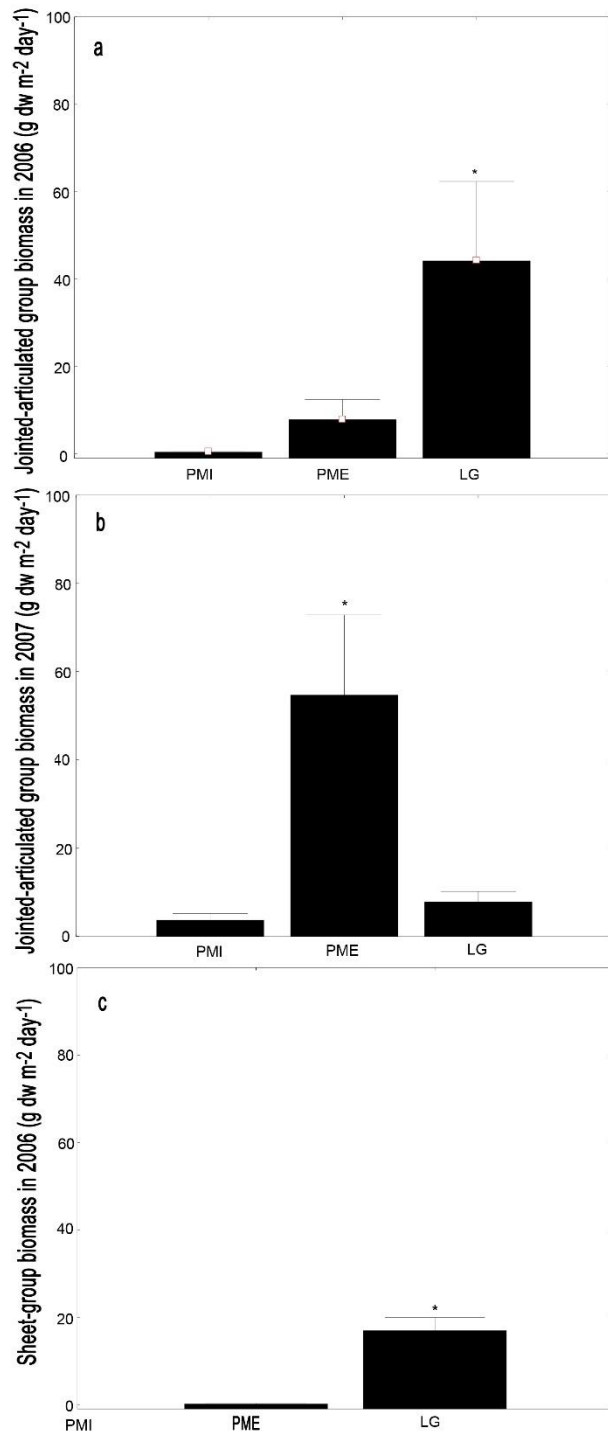 a
Jointed-articulated group biomass in 2006 (g dw m-2 day-1)
100
80
60
40
20
0
*
PMI PME LG
b
Jointed-articulated group biomass in 2007 (g dw m-2 day-1)
100
80
60
40
20
0
*
PMI PME LG
c
Sheet-group biomass in 2006 (g dw m-2 day-1)
100
80
60
40
20
0
*
PMI PME LG